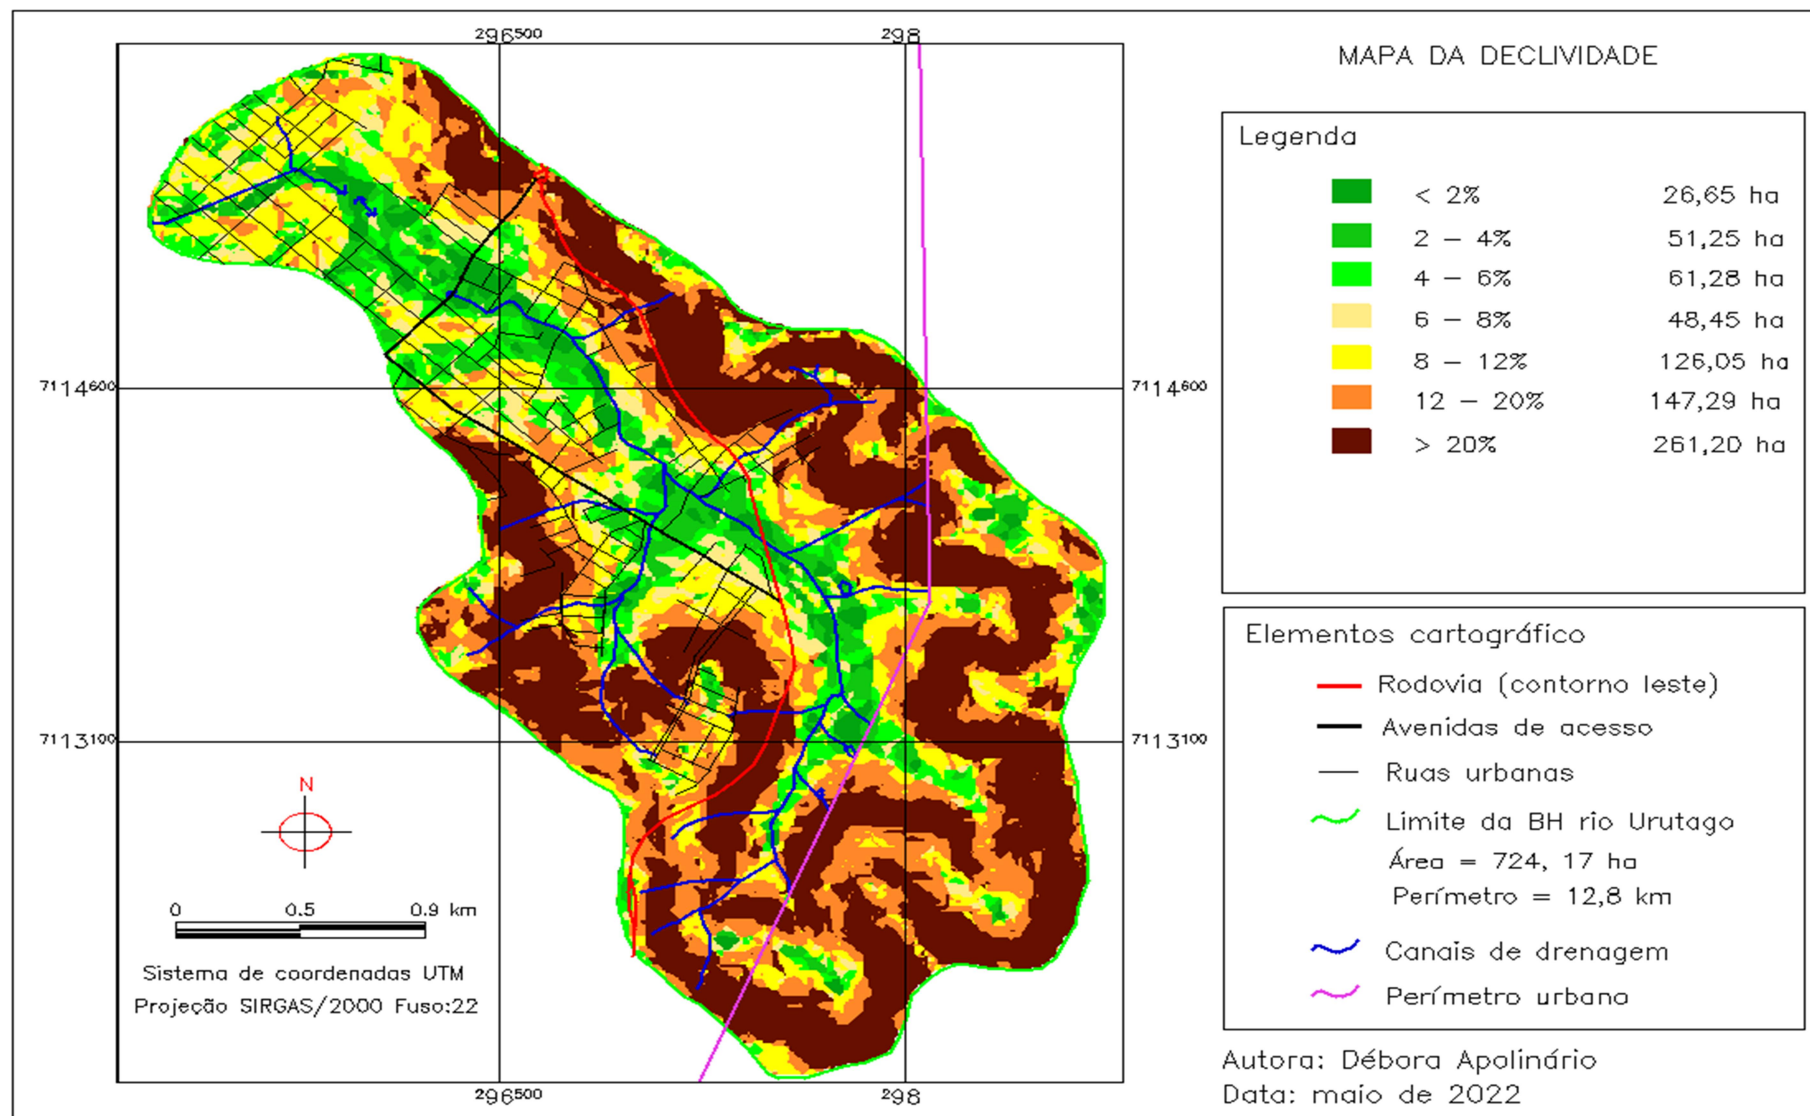 296500
298
MAPA DA DECLIVIDADE
Legenda
< 2% 26,65 ha
2 – 4% 51,25 ha
4 – 6% 61,28 ha
6 – 8% 48,45 ha
8 – 12% 126,05 ha
12 – 20% 147,29 ha
> 20% 261,20 ha
7114600
7114600
Elementos cartográfico
Rodovia (contorno leste)
Avenidas de acesso
Ruas urbanas
Limite da BH rio Urutago
Área = 724, 17 ha
Perímetro = 12,8 km
Canais de drenagem
Perímetro urbano
7113100
7113100
N
0 0.5 0.9 km
Sistema de coordenadas UTM
Projeção SIRGAS/2000 Fuso:22
296500
298
Autora: Débora Apolinário
Data: maio de 2022